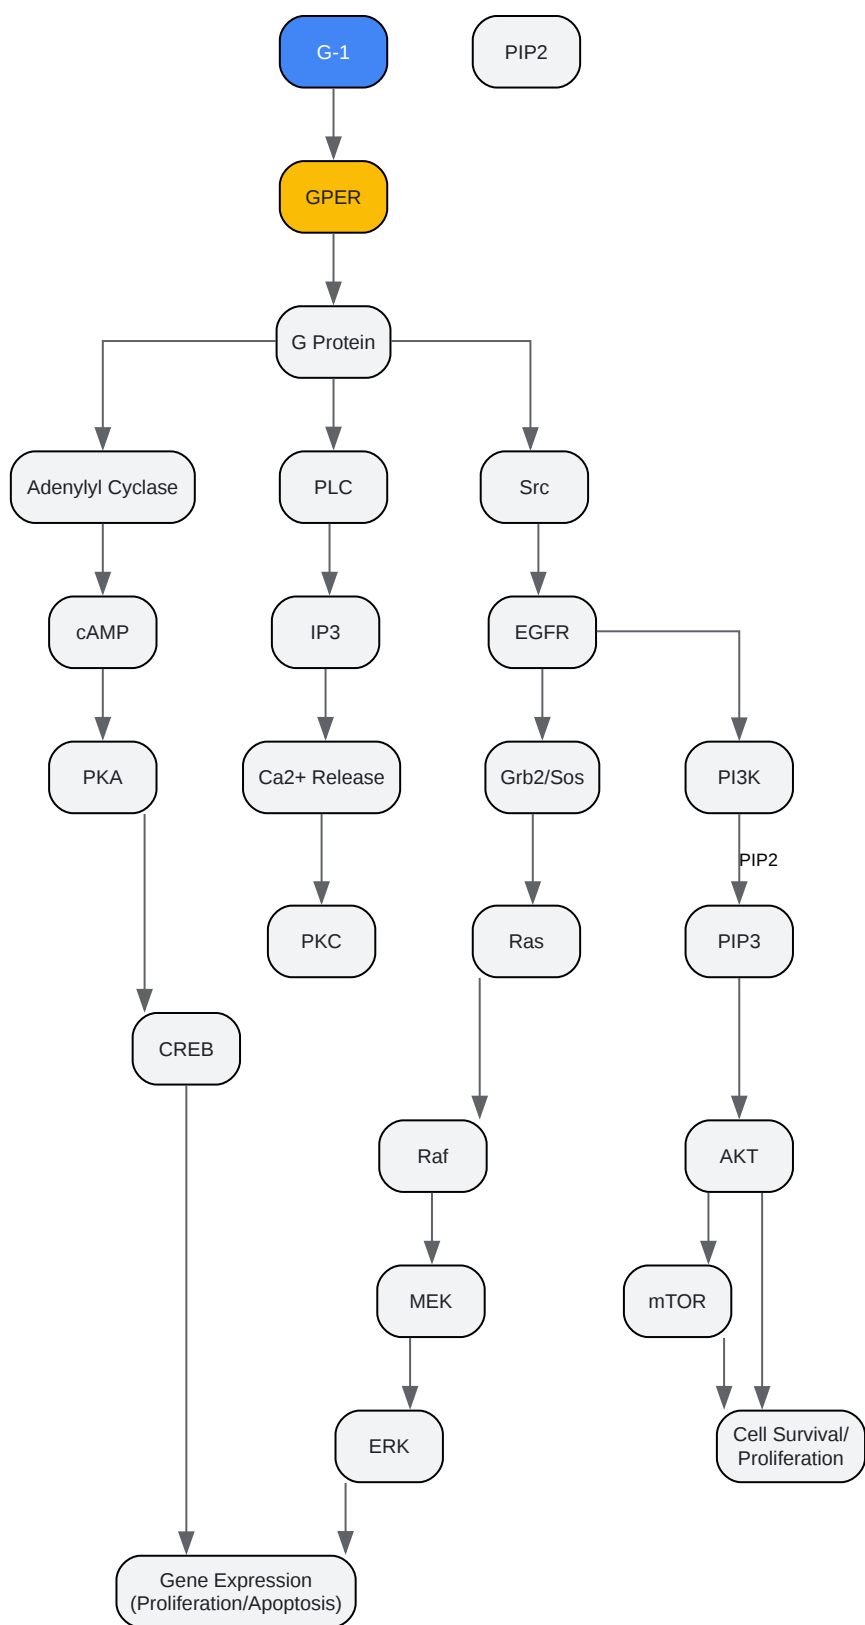 G-1
PIP2
GPER
G Protein
Adenylyl Cyclase
PLC
Src
cAMP
IP3
EGFR
PKA
Ca2+ Release
Grb2/Sos
PI3K
PIP2
PKC
Ras
PIP3
CREB
Raf
AKT
MEK
mTOR
ERK
Cell Survival/
Proliferation
Gene Expression
(Proliferation/Apoptosis)